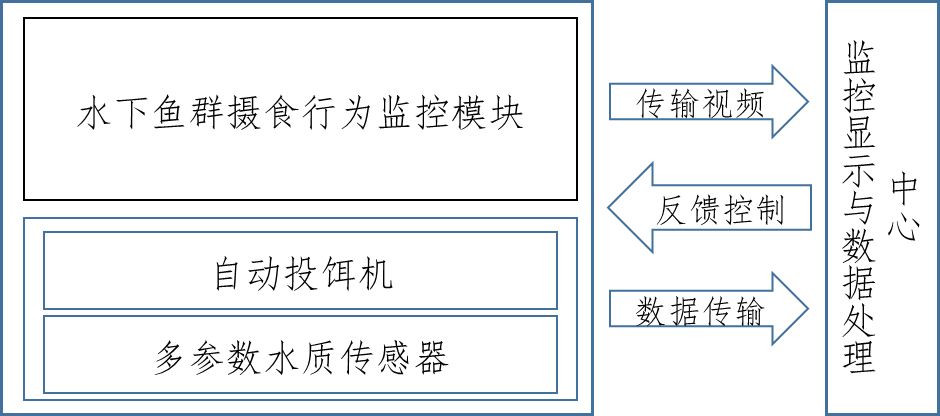 水下鱼群摄食行为监控模块
自动投饵机
多参数水质传感器
传输视频
反馈控制
数据传输
监控显示与数据处理
中心